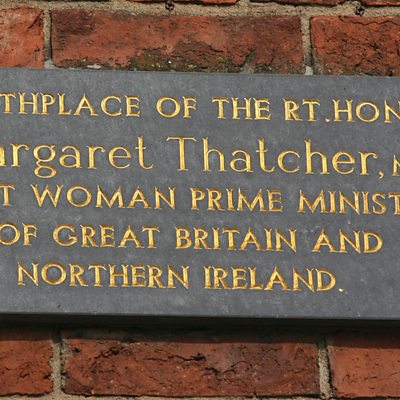 THPLACE OF THE RT. HON
argaret Thatcher,
T WOMAN PRIME MINIST
OF GREAT BRITAIN AND
NORTHERN IRELAND.